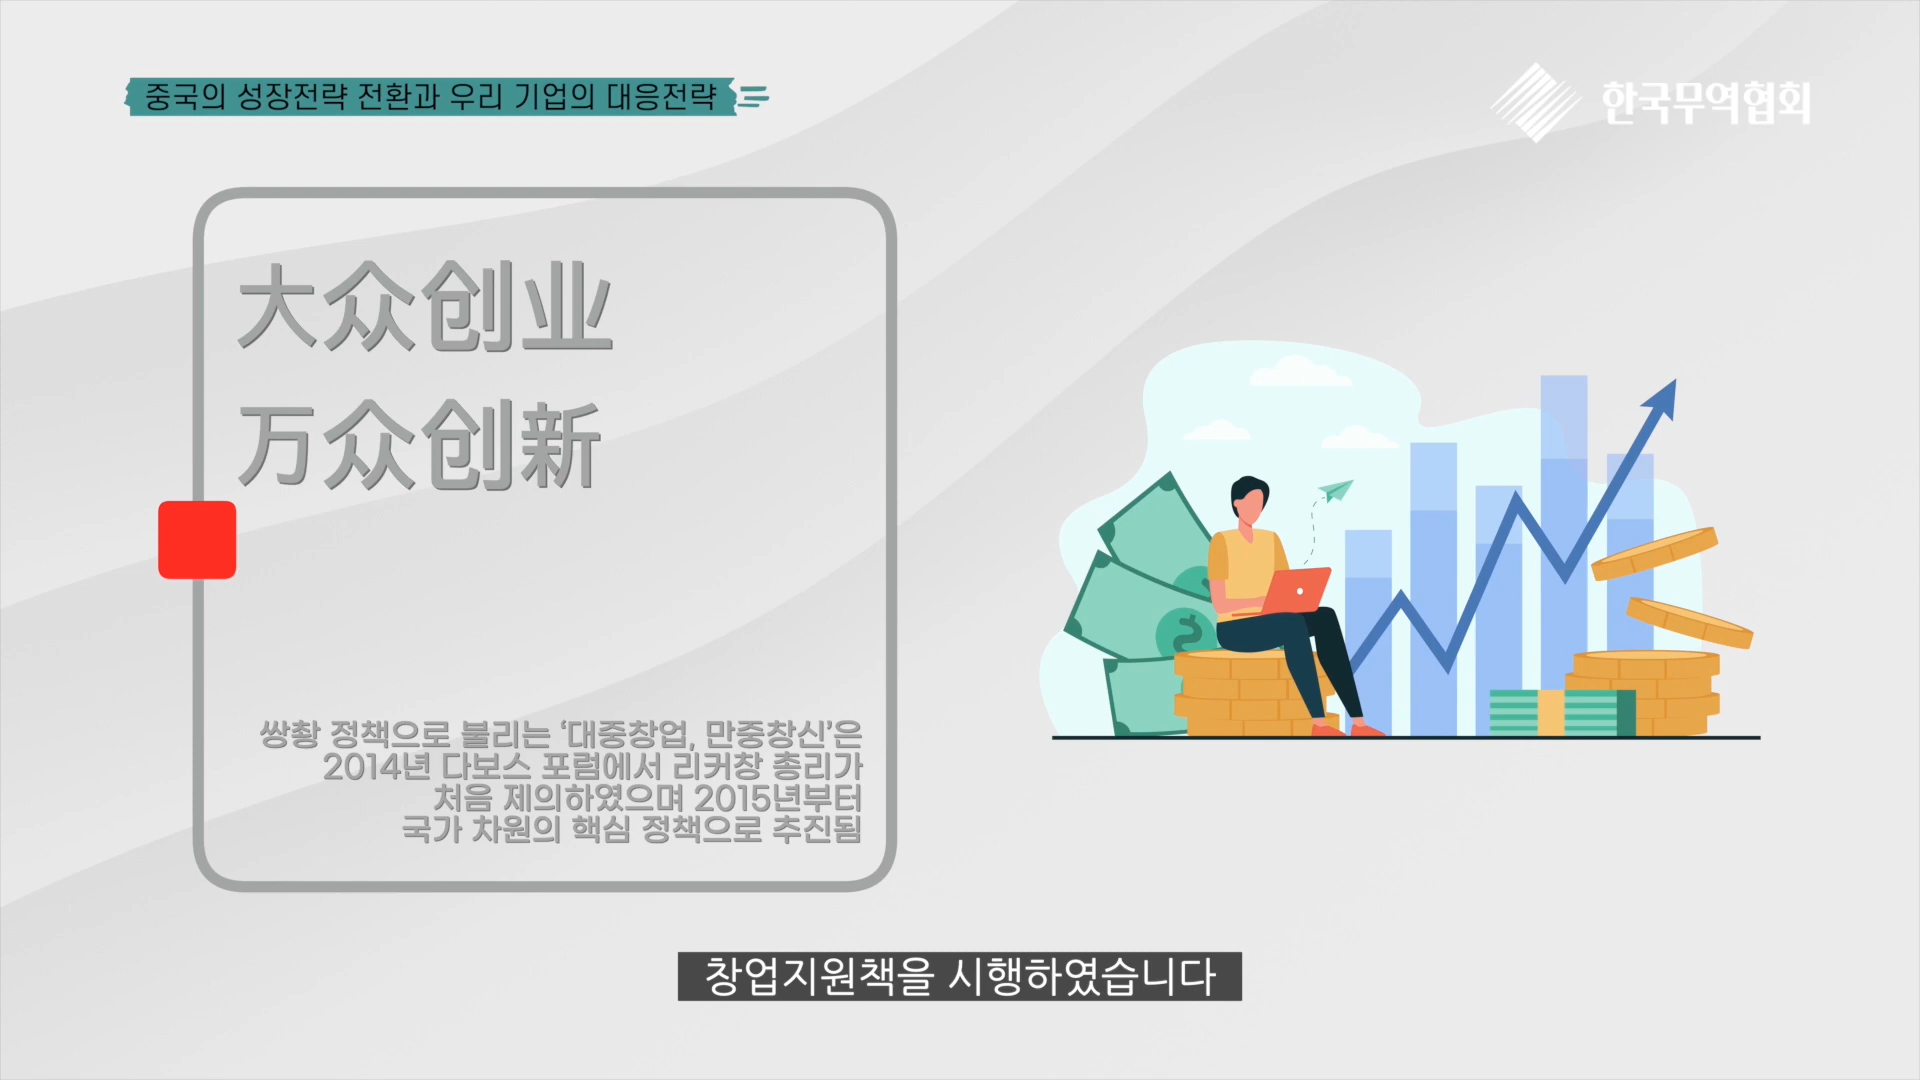 중국의 성장전략 전환과 우리 기업의 대응전략
한국무역협회
大众创业
万众创新
쌍촹 정책으로 불리는 ‘대중창업, 만중창신’은
2014년 다보스 포럼에서 리커창 총리가
처음 제의하였으며 2015년부터
국가 차원의 핵심 정책으로 추진됨
창업지원책을 시행하였습니다